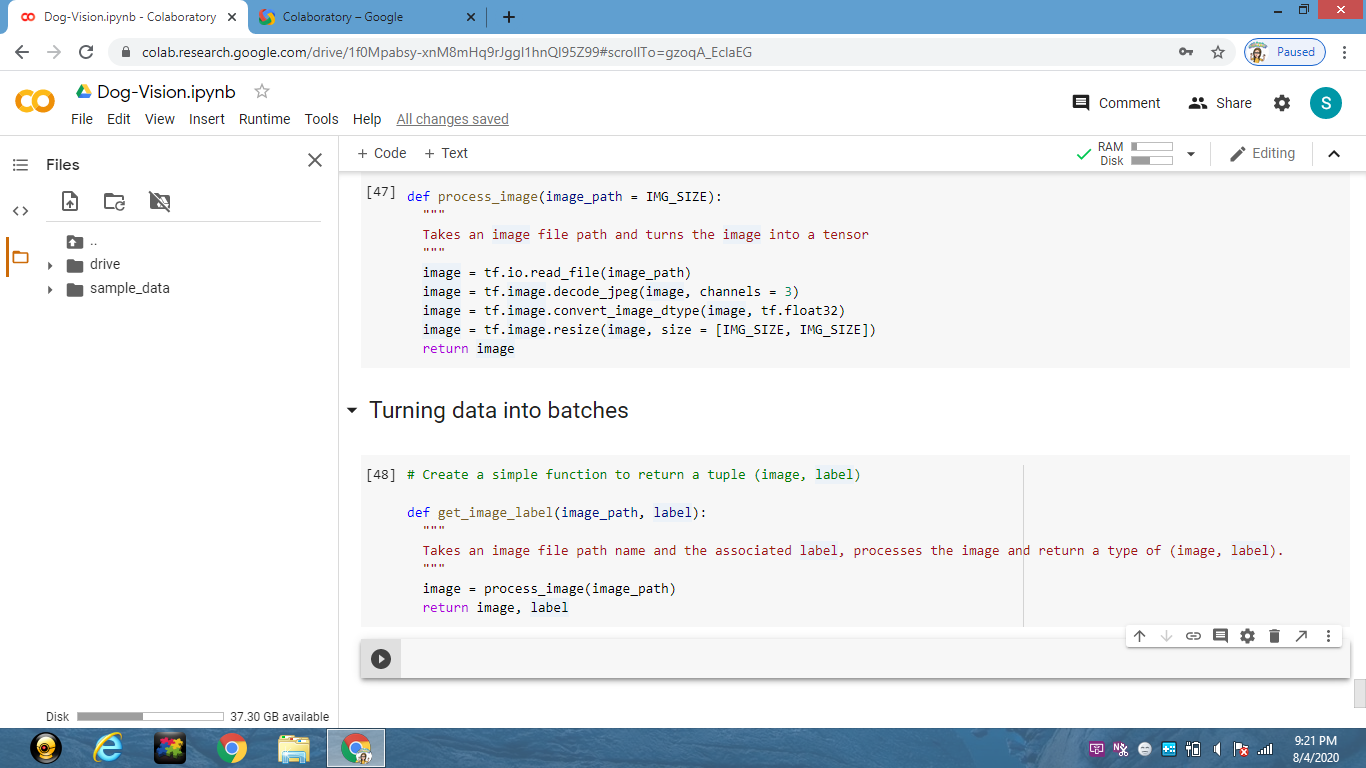 Dog-Vision.ipynb - Colaboratory
Colaboratory – Google
colab.research.google.com/drive/1f0Mpabsy-xnM8mHq9rJggI1hnQl95Z99#scrollTo=gzoqA_EclaEG
Paused
Dog-Vision.ipynb
File Edit View Insert Runtime Tools Help All changes saved
Comment Share S
Files
+ Code + Text
RAM
Disk
Editing
..
drive
sample_data
[47] def process_image(image_path = IMG_SIZE):
"""
Takes an image file path and turns the image into a tensor
"""
image = tf.io.read_file(image_path)
image = tf.image.decode_jpeg(image, channels = 3)
image = tf.image.convert_image_dtype(image, tf.float32)
image = tf.image.resize(image, size = [IMG_SIZE, IMG_SIZE])
return image
Turning data into batches
[48] # Create a simple function to return a tuple (image, label)
def get_image_label(image_path, label):
"""
Takes an image file path name and the associated label, processes the image and return a type of (image, label).
"""
image = process_image(image_path)
return image, label
Disk 37.30 GB available
9:21 PM
8/4/2020